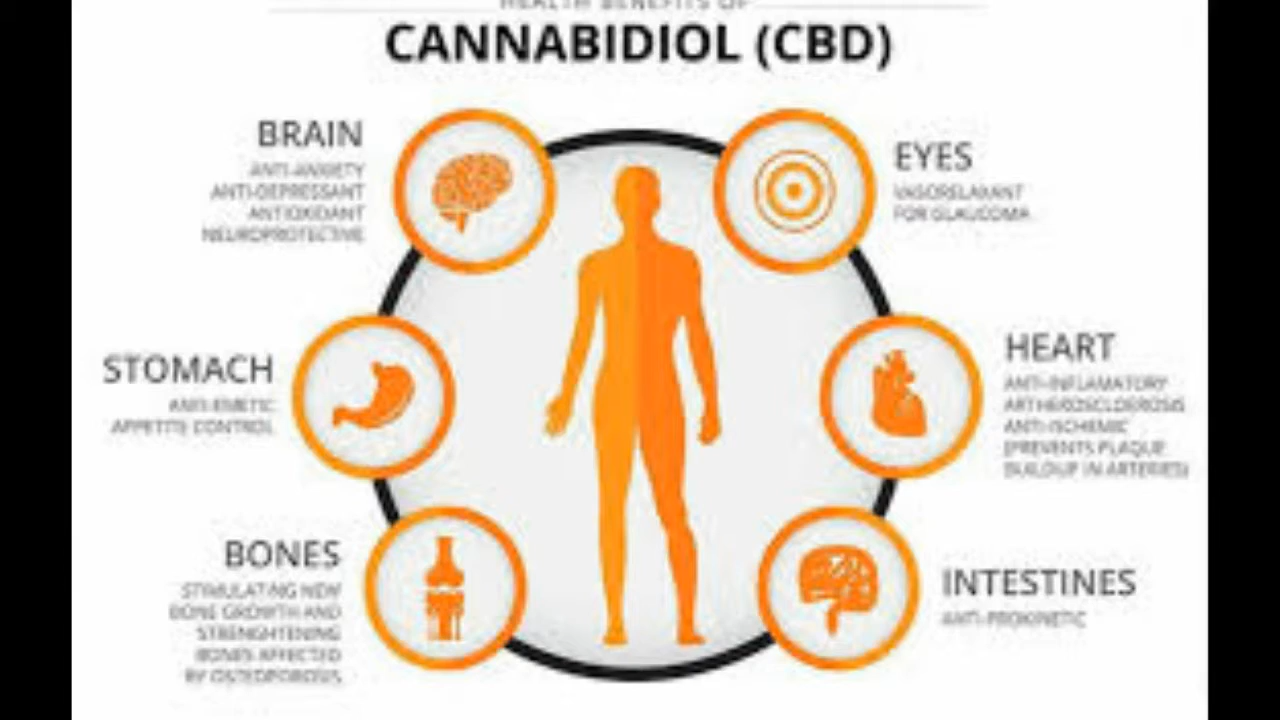 HEALTH BENEFITS OF
CANNABIDIOL (CBD)
BRAIN
ANTI-ANXIETY
ANTI-DEPRESSANT
ANTIOXIDANT
NEUROPROTECTIVE
EYES
VASORELAXANT
FOR GLAUCOMA
STOMACH
ANTI-EMETIC
APPETITE CONTROL
HEART
ANTI-INFLAMATORY
ARTHEROSCLDEROSIS
ANTI-ISCHEMIC
(PREVENTS PLAQUE
BUILDUP IN ARTERIES)
BONES
STIMULATING NEW
BONE GROWTH AND
STRENGHTENING
BONES AFFECTED
BY OSTEOPOROSIS
INTESTINES
ANTI-PROKINETIC